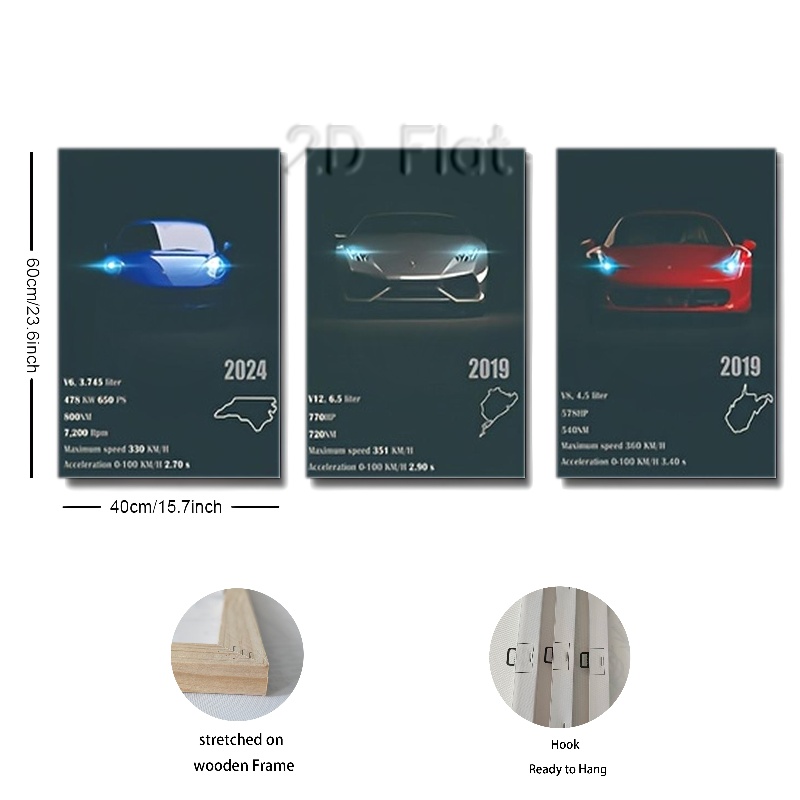 2D Flat
60cm/23.6inch
2024
V6, 3.745 liter
478 KW 650 PS
800NM
7,200 Rpm
Maximum speed 330 KM/H
Acceleration 0-100 KM/H 2.70 s
2019
V12, 6.5 liter
770HP
720NM
Maximum speed 351 KM/H
Acceleration 0-100 KM/H 2.90 s
2019
V8, 4.5 liter
578HP
540NM
Maximum speed 360 KM/H
Acceleration 0-100 KM/H 3.40 s
40cm/15.7inch
stretched on
wooden Frame
Hook
Ready to Hang